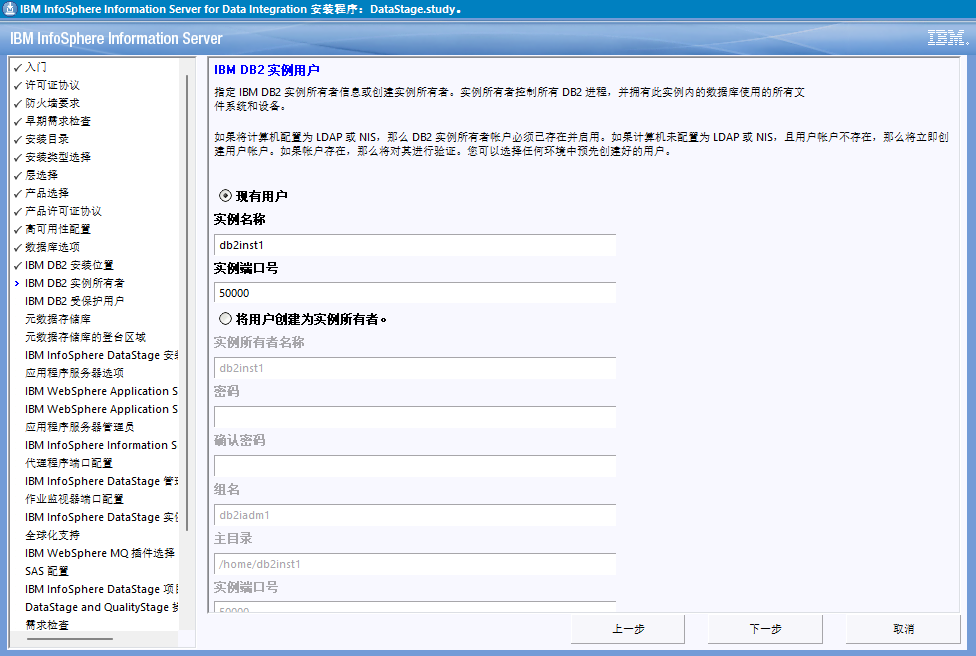 IBM InfoSphere Information Server for Data Integration 安装程序：DataStage.study。
IBM InfoSphere Information Server
IBM.
入门
许可证协议
防火墙要求
早期需求检查
安装目录
安装类型选择
层选择
产品选择
产品许可证协议
高可用性配置
数据库选项
IBM DB2 安装位置
IBM DB2 实例所有者
IBM DB2 受保护用户
元数据存储库
元数据存储库的登台区域
IBM InfoSphere DataStage 安装
应用程序服务器选项
IBM WebSphere Application S
IBM WebSphere Application S
应用程序服务器管理员
IBM InfoSphere Information S
代理程序端口配置
IBM InfoSphere DataStage 管理
作业监视器端口配置
IBM InfoSphere DataStage 实例
全球化支持
IBM WebSphere MQ 插件选择
SAS 配置
IBM InfoSphere DataStage 项目
DataStage and QualityStage
需求检查
IBM DB2 实例用户
指定 IBM DB2 实例所有者信息或创建实例所有者。实例所有者控制所有 DB2 进程，并拥有此实例内的数据库使用的所有文
件系统和设备。
如果将计算机配置为 LDAP 或 NIS，那么 DB2 实例所有者帐户必须已存在并启用。如果计算机未配置为 LDAP 或 NIS，且用户帐户不存在，那么将立即创
建用户帐户。如果帐户存在，那么将对其进行验证。您可以选择任何环境中预先创建好的用户。
现有用户
实例名称
db2inst1
实例端口号
50000
将用户创建为实例所有者。
实例所有者名称
db2inst1
密码
确认密码
组名
db2iadm1
主目录
/home/db2inst1
实例端口号
50000
上一步
下一步
取消